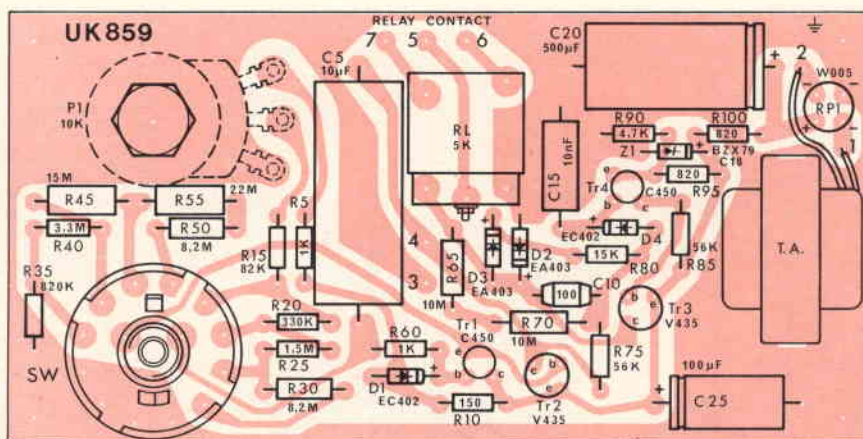 UK859
RELAY CONTACT
7 5 6
C5
10µF
C20
500µF
+
2
W005
RP1
1
P1
10K
RL
5K
C15
10nF
R90
4.7K
R100
820
Z1
+
BZX79
C18
820
R95
Tr4
e
b
c
C450
15M
R45
R55
22M
3.3M
R40
R50
8,2M
R5
1K
R15
82K
4
3
R65
10M
+
D3
EA403
D2
EA403
+
EC402
+
D4
15K
R80
56K
R85
T.A.
R35
820K
SW
R20
330K
1.5M
R25
R30
8,2M
R60
1K
D1
+
EC402
Tr1
C450
e
b
c
150
R10
100
C10
R70
10M
Tr2
V435
c
b
e
R75
56K
Tr3
V435
b
c
e
100µF
+
C25